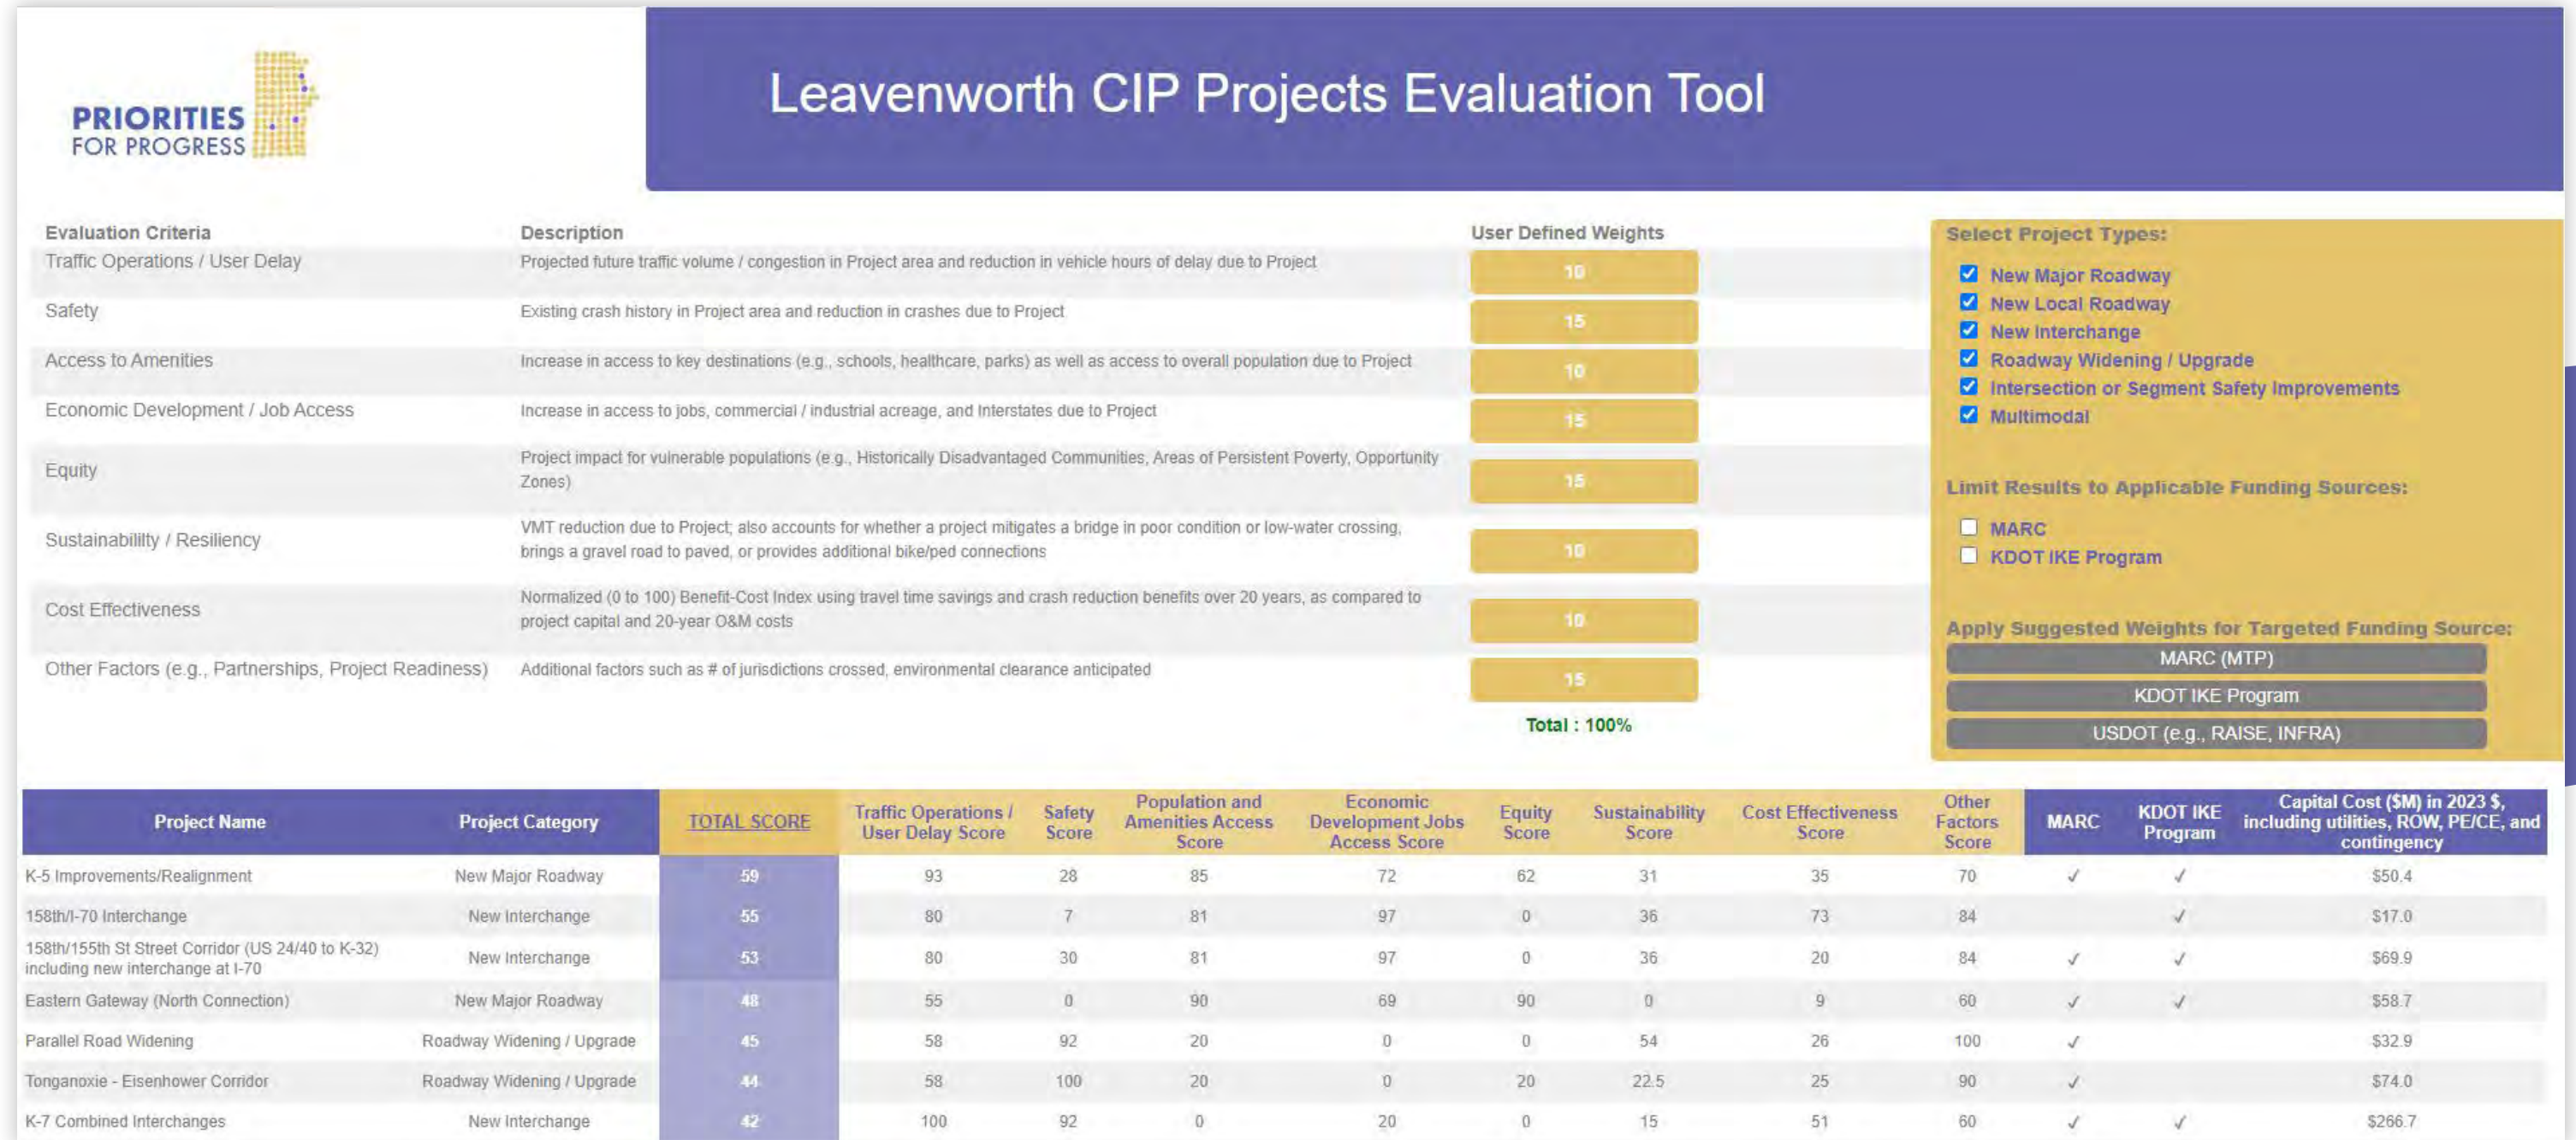 PRIORITIES
FOR PROGRESS
Leavenworth CIP Projects Evaluation Tool
Evaluation Criteria Description User Defined Weights
Traffic Operations / User Delay Projected future traffic volume / congestion in Project area and reduction in vehicle hours of delay due to Project 10
Safety Existing crash history in Project area and reduction in crashes due to Project 15
Access to Amenities Increase in access to key destinations (e.g., schools, healthcare, parks) as well as access to overall population due to Project 10
Economic Development / Job Access Increase in access to jobs, commercial / industrial acreage, and Interstates due to Project 15
Equity Project impact for vulnerable populations (e.g., Historically Disadvantaged Communities, Areas of Persistent Poverty, Opportunity
Zones) 15
Sustainabililty / Resiliency VMT reduction due to Project; also accounts for whether a project mitigates a bridge in poor condition or low-water crossing,
brings a gravel road to paved, or provides additional bike/ped connections 10
Cost Effectiveness Normalized (0 to 100) Benefit-Cost Index using travel time savings and crash reduction benefits over 20 years, as compared to
project capital and 20-year O&M costs 10
Other Factors (e.g., Partnerships, Project Readiness) Additional factors such as # of jurisdictions crossed, environmental clearance anticipated 15
Total : 100%
Select Project Types:
New Major Roadway
New Local Roadway
New Interchange
Roadway Widening / Upgrade
Intersection or Segment Safety Improvements
Multimodal
Limit Results to Applicable Funding Sources:
MARC
KDOT IKE Program
Apply Suggested Weights for Targeted Funding Source:
MARC (MTP)
KDOT IKE Program
USDOT (e.g., RAISE, INFRA)
Project Name
Project Category
TOTAL SCORE
Traffic Operations /
User Delay Score
Safety
Score
Population and
Amenities Access
Score
Economic
Development Jobs
Access Score
Equity
Score
Sustainability
Score
Cost Effectiveness
Score
Other
Factors
Score
MARC
KDOT IKE
Program
Capital Cost ($M) in 2023 $,
including utilities, ROW, PE/CE, and
contingency
K-5 Improvements/Realignment New Major Roadway 59 93 28 85 72 62 31 35 70 ✓ ✓ $50.4
158th/I-70 Interchange New Interchange 55 80 7 81 97 0 36 73 84 ✓ $17.0
158th/155th St Street Corridor (US 24/40 to K-32)
including new interchange at I-70 New Interchange 53 80 30 81 97 0 36 20 84 ✓ ✓ $69.9
Eastern Gateway (North Connection) New Major Roadway 48 55 0 90 69 90 0 9 60 ✓ ✓ $58.7
Parallel Road Widening Roadway Widening / Upgrade 45 58 92 20 0 0 54 26 100 ✓ $32.9
Tonganoxie - Eisenhower Corridor Roadway Widening / Upgrade 44 58 100 20 0 20 22.5 25 90 ✓ $74.0
K-7 Combined Interchanges New Interchange 42 100 92 0 20 0 15 51 60 ✓ ✓ $266.7